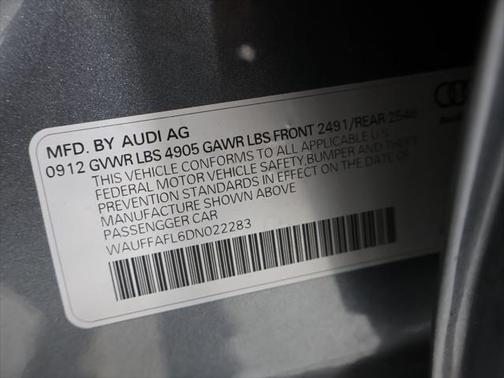 MFD. BY AUDI AG
0912 GVWR LBS 4905 GAWR LBS FRONT 2491/REAR 2546
THIS VEHICLE CONFORMS TO ALL APPLICABLE U.S.
FEDERAL MOTOR VEHICLE SAFETY, BUMPER AND THEFT
PREVENTION STANDARDS IN EFFECT ON THE DATE OF
MANUFACTURE SHOWN ABOVE
PASSENGGER CAR
WAUFFAFL6DN022283